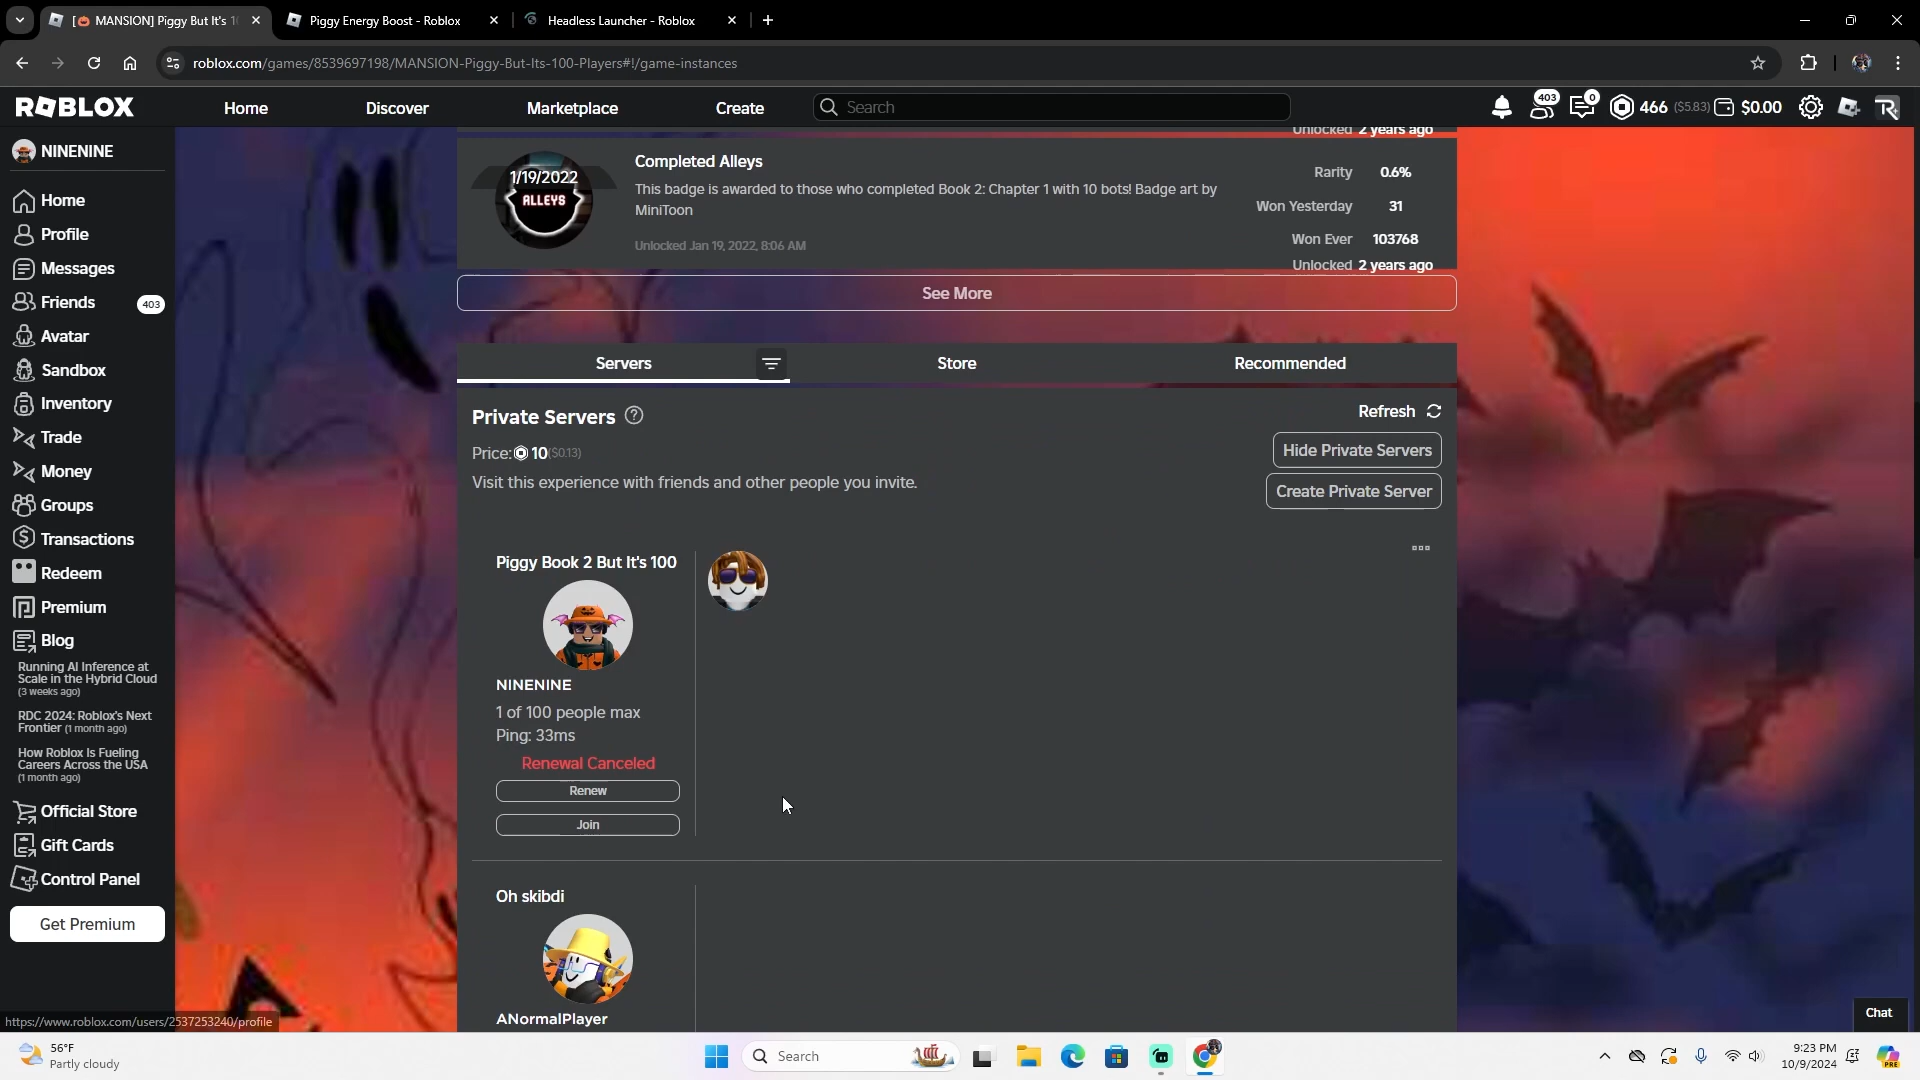 [🎃 MANSION] Piggy But It's 1
Piggy Energy Boost - Roblox
Headless Launcher - Roblox
roblox.com/games/8539697198/MANSION-Piggy-But-Its-100-Players#!/game-instances
ROBLOX
Home
Discover
Marketplace
Create
Search
403
0
466 ($5.83)
$0.00
NINENINE
Home
Profile
Messages
Friends 403
Avatar
Sandbox
Inventory
Trade
Money
Groups
Transactions
Redeem
Premium
Blog
Running AI Inference at
Scale in the Hybrid Cloud
(3 weeks ago)
RDC 2024: Roblox's Next
Frontier (1 month ago)
How Roblox Is Fueling
Careers Across the USA
(1 month ago)
Official Store
Gift Cards
Control Panel
Get Premium
https://www.roblox.com/users/2537253240/profile
Unlocked 2 years ago
1/19/2022
ALLEYS
Completed Alleys
This badge is awarded to those who completed Book 2: Chapter 1 with 10 bots! Badge art by
MiniToon
Unlocked Jan 19, 2022, 8:06 AM
Rarity 0.6%
Won Yesterday 31
Won Ever 103768
Unlocked 2 years ago
See More
Servers
Store
Recommended
Private Servers
Refresh
Price: 10($0.13)
Hide Private Servers
Visit this experience with friends and other people you invite.
Create Private Server
Piggy Book 2 But It's 100
NINENINE
1 of 100 people max
Ping: 33ms
Renewal Canceled
Renew
Join
Oh skibdi
ANormalPlayer
Chat
56°F
Partly cloudy
Search
9:23 PM
10/9/2024
PRE